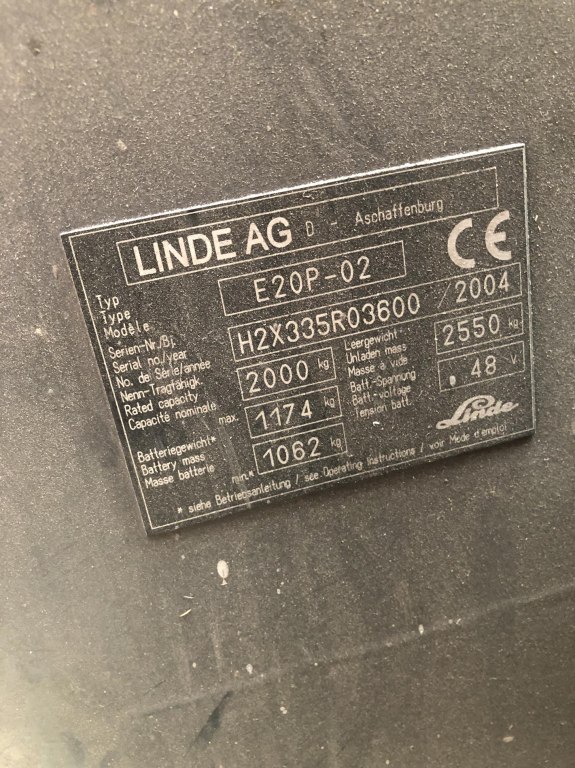 LINDE AG D - Aschaffenburg
Typ
Type
Modèle
E20P-02
CE
Serien-Nr./Bj.
Serial no./year
No. de Série/année
H2X335R03600 / 2004
Nenn-Tragfähigk.
Rated capacity
Capacité nominale
2000 kg
Leergewicht
Unladen mass
Masse à vide
2550 kg
Batteriegewicht*
Battery mass
Masse batterie
max. 1174 kg
min.* 1062 kg
Batt.-Spannung
Batt.-voltage
Tension batt.
48 V
Linde
* siehe Betriebsanleitung / see Operating Instructions / voir Mode d'emploi